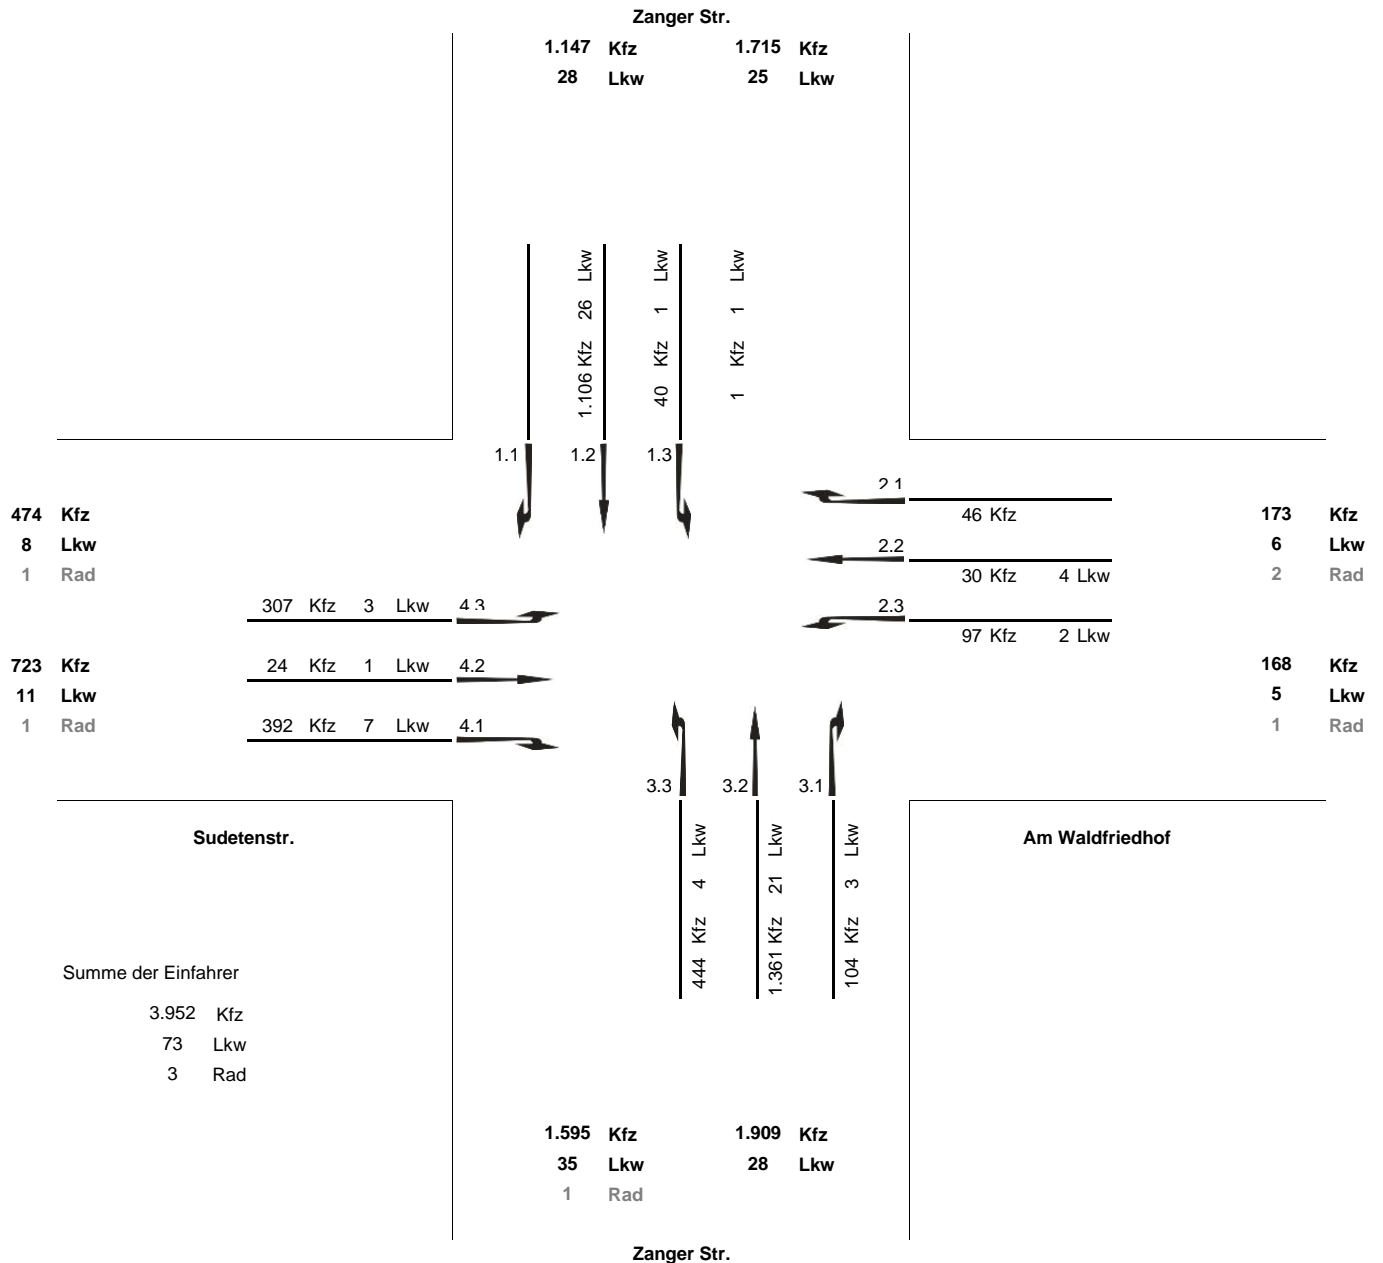 Zanger Str.
1.147 Kfz 1.715 Kfz
28 Lkw 25 Lkw
1.106 Kfz 26 Lkw
40 Kfz 1 Lkw
1 Kfz 1 Lkw
1.1 1.2 1.3
2.1
46 Kfz
2.2
30 Kfz 4 Lkw
2.3
97 Kfz 2 Lkw
474 Kfz
8 Lkw
1 Rad
173 Kfz
6 Lkw
2 Rad
307 Kfz 3 Lkw 4.3
24 Kfz 1 Lkw 4.2
392 Kfz 7 Lkw 4.1
723 Kfz
11 Lkw
1 Rad
168 Kfz
5 Lkw
1 Rad
3.3 3.2 3.1
444 Kfz 4 Lkw
1.361 Kfz 21 Lkw
104 Kfz 3 Lkw
Sudetenstr.
Am Waldfriedhof
Summe der Einfahrer
3.952 Kfz
73 Lkw
3 Rad
1.595 Kfz 1.909 Kfz
35 Lkw 28 Lkw
1 Rad
Zanger Str.